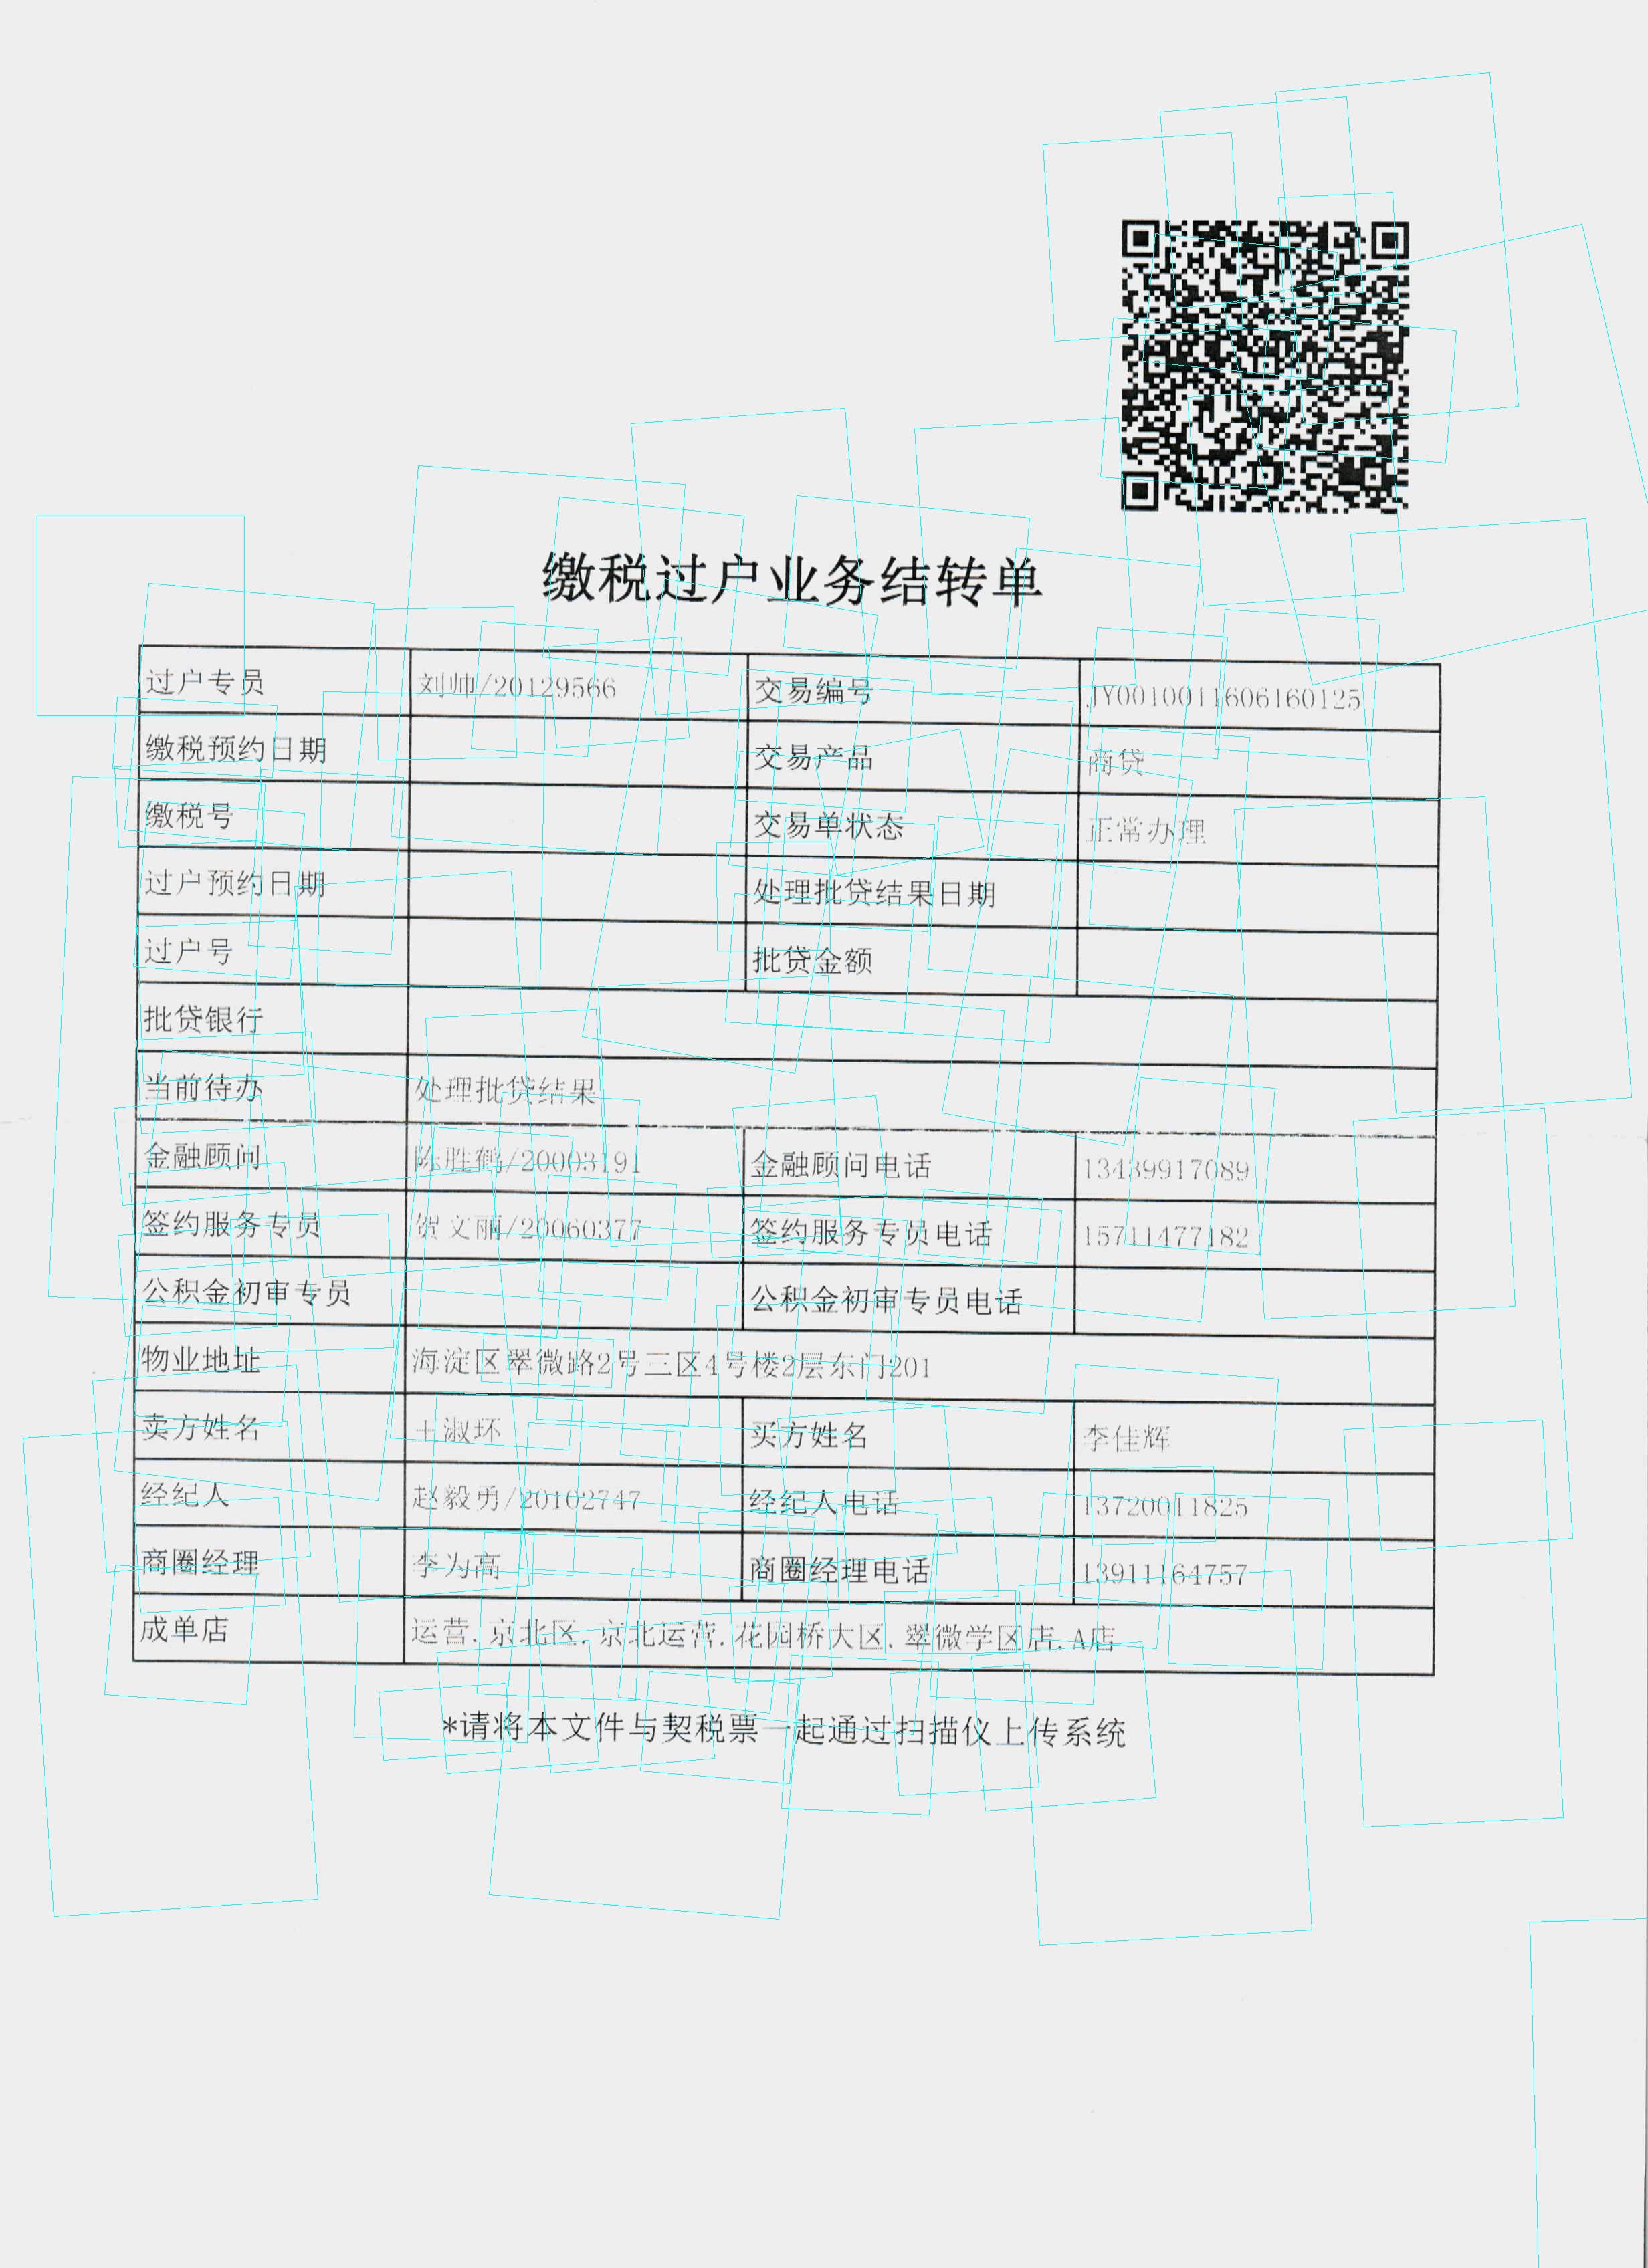 缴税过户业务结转单
过户专员 刘帅/20129566 交易编号 JY0010011606160125
缴税预约日期 交易产品 商贷
缴税号 交易单状态 正常办理
过户预约日期 处理批贷结果日期
过户号 批贷金额
批贷银行
当前待办 处理批贷结果
金融顾问 陈胜鹤/20003191 金融顾问电话 13439917089
签约服务专员 贺文丽/20060377 签约服务专员电话 15711477182
公积金初审专员 公积金初审专员电话
物业地址 海淀区翠微路2号三区4号楼2层东门201
卖方姓名 王淑环 买方姓名 李佳辉
经纪人 赵毅勇/20102747 经纪人电话 13720011825
商圈经理 李为高 商圈经理电话 13911164757
成单店 运营.京北区.京北运营.花园桥大区.翠微学区店.A店
*请将本文件与契税票一起通过扫描仪上传系统